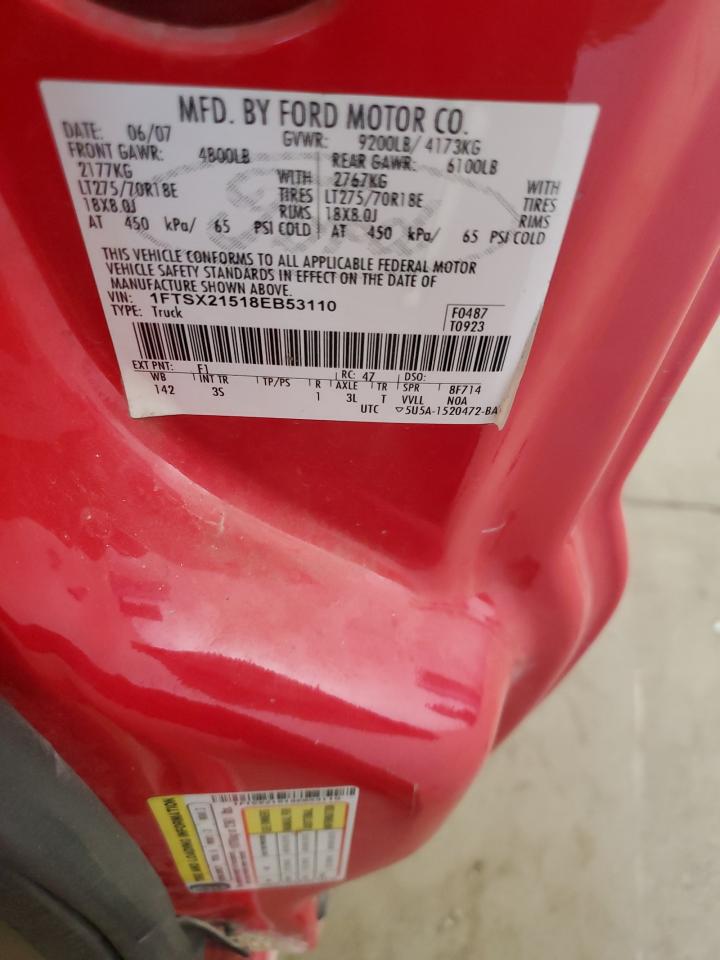 MFD. BY FORD MOTOR CO.
DATE: 06/07 GVWR: 9200LB/ 4173KG
FRONT GAWR: 4800LB REAR GAWR: 6100LB
2177KG WITH 2767KG WITH
LT275/70R18E TIRES LT275/70R18E TIRES
18X8.0J RIMS 18X8.0J RIMS
AT 450 kPa/ 65 PSI COLD AT 450 kPa/ 65 PSI COLD
THIS VEHICLE CONFORMS TO ALL APPLICABLE FEDERAL MOTOR
VEHICLE SAFETY STANDARDS IN EFFECT ON THE DATE OF
MANUFACTURE SHOWN ABOVE.
VIN: 1FTSX21518EB53110 F0487
TYPE: Truck T0923
EXT PNT: F1 RC: 47 DSO:
WB INT TR TP/PS R AXLE TR SPR 8F714
142 3S 1 3L T VVLL NOA
UTC ▽5U5A-1520472-BA
TIRE AND LOADING INFORMATION